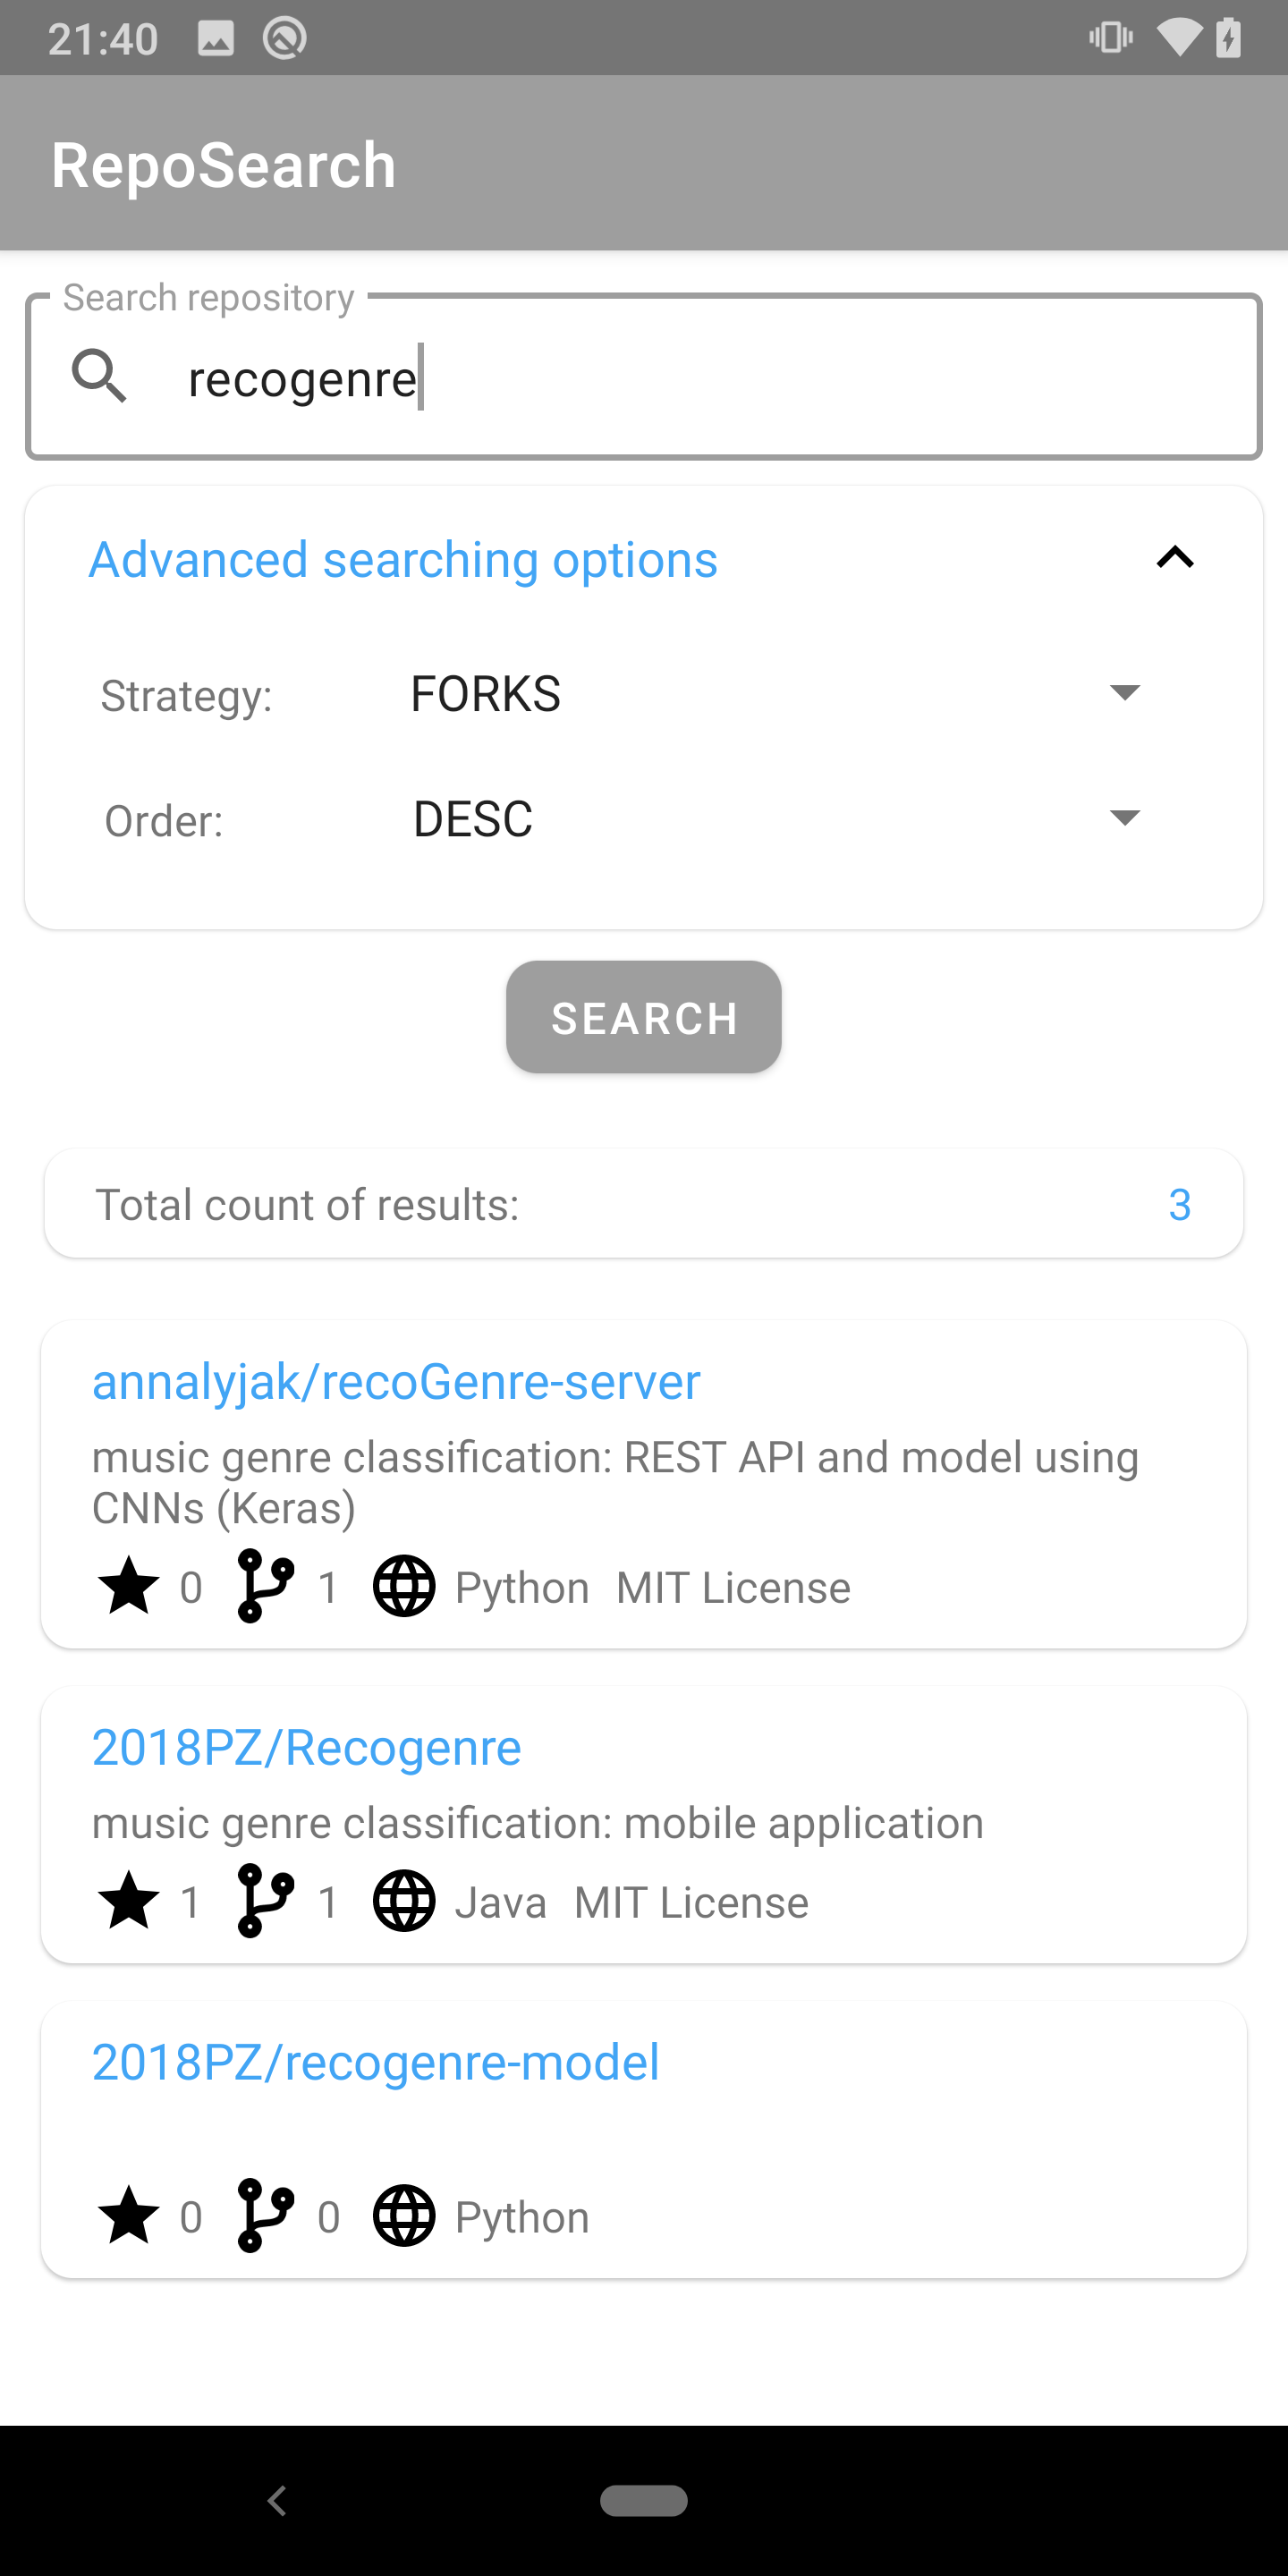 21:40
RepoSearch
Search repository
recogenre
Advanced searching options
Strategy: FORKS
Order: DESC
SEARCH
Total count of results: 3
annalyjak/recoGenre-server
music genre classification: REST API and model using
CNNs (Keras)
0 1 Python MIT License
2018PZ/Recogenre
music genre classification: mobile application
1 1 Java MIT License
2018PZ/recogenre-model
0 0 Python